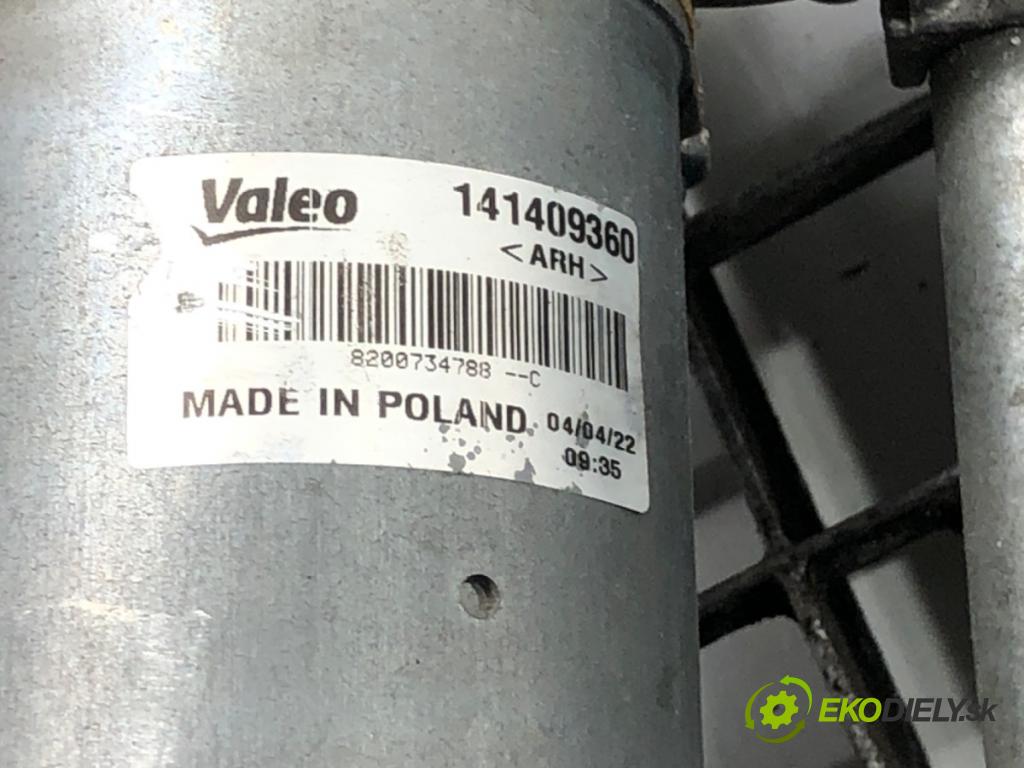 Valeo
141409360
<ARH>
8200734788 --C
MADE IN POLAND
04/04/22
09:35
EKODIELY.sk